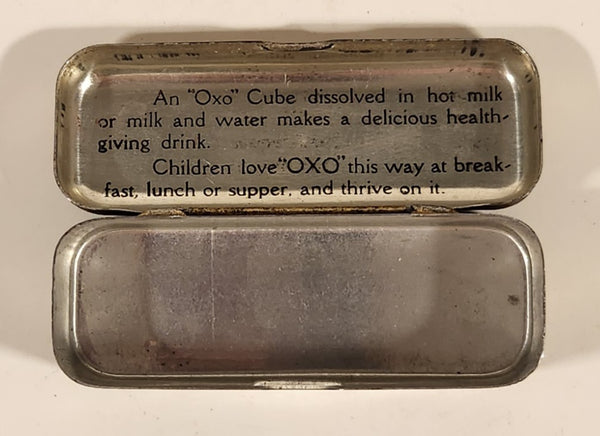 An "Oxo" Cube dissolved in hot milk
or milk and water makes a delicious health-
giving drink.
Children love "OXO" this way at break-
fast, lunch or supper, and thrive on it.